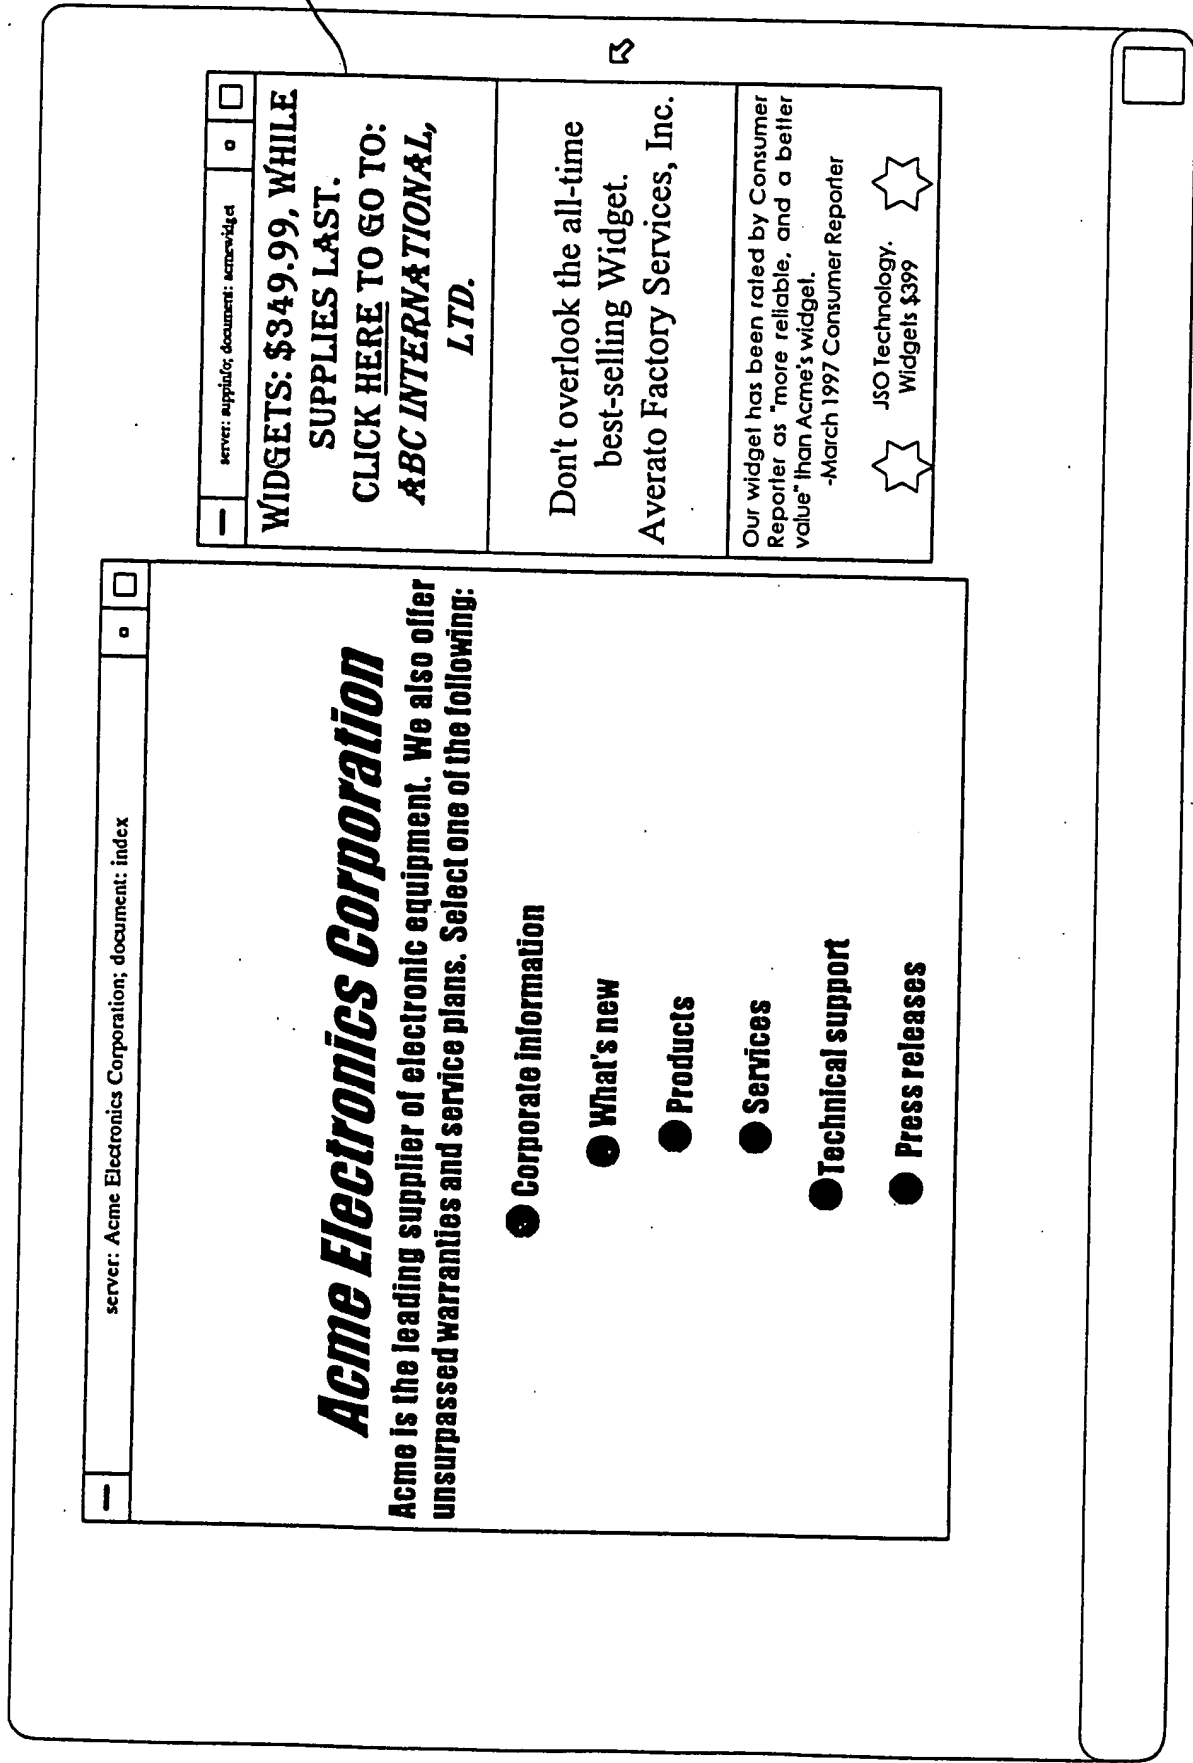 server: Acme Electronics Corporation; document: index
Acme Electronics Corporation
Acme is the leading supplier of electronic equipment. We also offer
unsurpassed warranties and service plans. Select one of the following:
Corporate information
What's new
Products
Services
Technical support
Press releases
server: suppinfo; document: acmewidget
WIDGETS: $349.99, WHILE
SUPPLIES LAST.
CLICK HERE TO GO TO:
ABC INTERNATIONAL,
LTD.
Don't overlook the all-time
best-selling Widget.
Averato Factory Services, Inc.
Our widget has been rated by Consumer
Reporter as "more reliable, and a better
value" than Acme's widget.
-March 1997 Consumer Reporter
JSO Technology.
Widgets $399